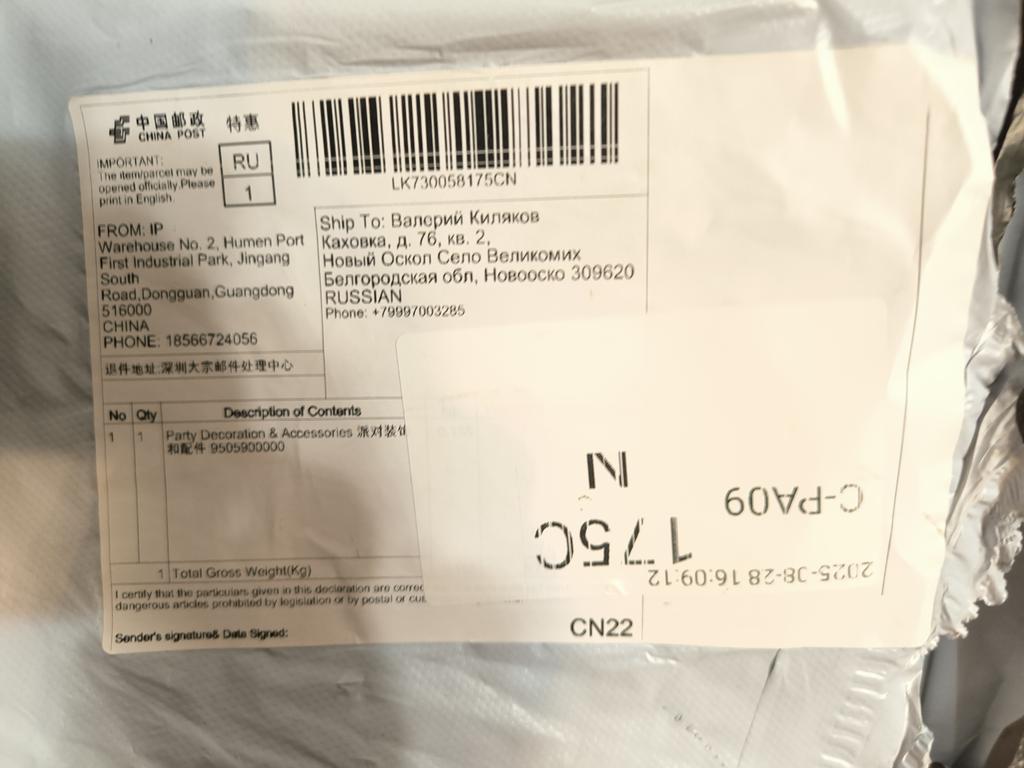 中国邮政
CHINA POST
特惠
IMPORTANT:
The item/parcel may be
opened officially.Please
print in English.
RU
1
LK730058175CN
FROM: IP
Warehouse No. 2, Humen Port
First Industrial Park, Jingang
South
Road,Dongguan,Guangdong
516000
CHINA
PHONE: 18566724056
退件地址:深圳大宗邮件处理中心
Ship To: Валерий Киляков
Каховка, д. 76, кв. 2,
Новый Оскол Село Великомих
Белгородская обл, Новооско 309620
RUSSIAN
Phone: +79997003285
No Qty Description of Contents
1 1 Party Decoration & Accessories 派对装饰
和配件 9505900000
1 Total Gross Weight(Kg)
I certify that the particulars given in this declaration are correc
dangerous articles prohibited by legislation or by postal or cus
Sender's signature& Data Signed:
CN22
2025-08-28 16:09:12
175C
C-PA09
N